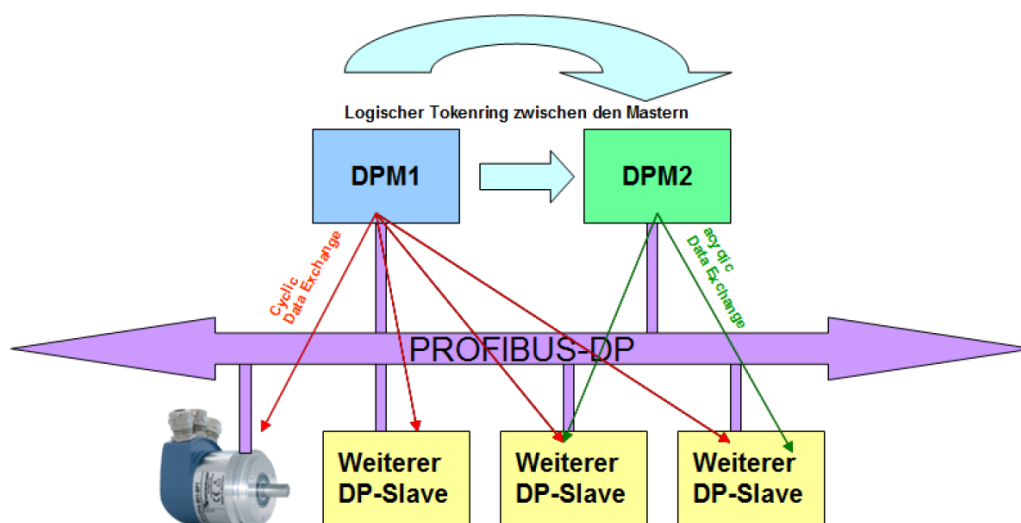 Logischer Tokenring zwischen den Mastern
DPM1
DPM2
Cyclic
Data Exchange
acyqic
Data Exchange
PROFIBUS-DP
Weiterer
DP-Slave
Weiterer
DP-Slave
Weiterer
DP-Slave